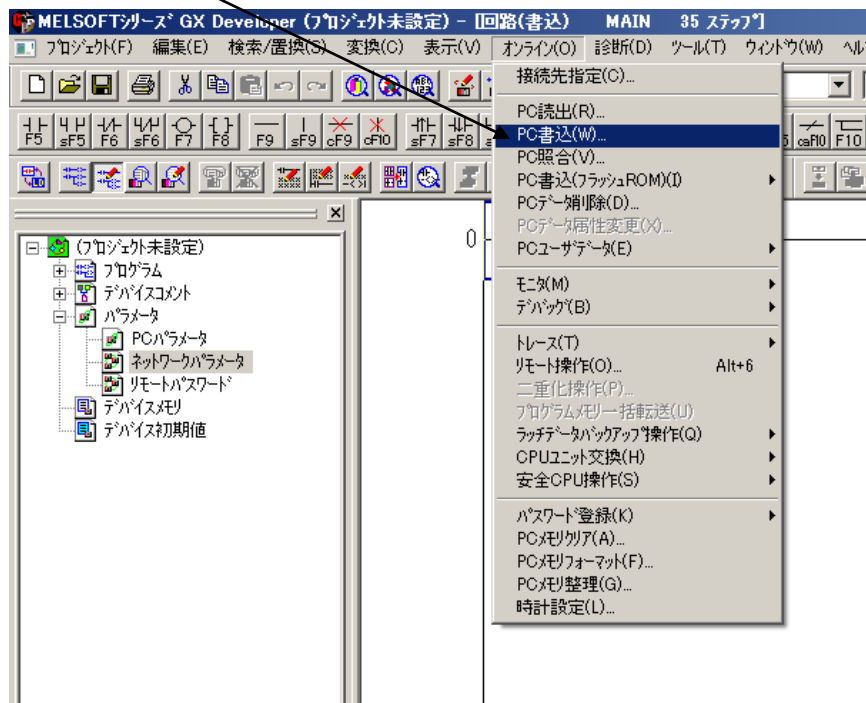 MELSOFTシリーズ GX Developer (プロジェクト未設定) - [回路(書込) MAIN 35 ステップ]
プロジェクト(F) 編集(E) 検索/置換(S) 変換(C) 表示(V) オンライン(O) 診断(D) ツール(T) ウィンドウ(W)
F5 sF5 F6 sF6 F7 F8 F9 sF9 cF9 cF10 sF7 sF8 caF10 F10
接続先指定(C)...
PC読出(R)...
PC書込(W)...
PC照合(V)...
PC書込(フラッシュROM)(I)
PCデータ削除(D)...
PCデータ属性変更(X)...
PCユーザデータ(E)
モニタ(M)
デバッグ(B)
トレース(T)
リモート操作(O)... Alt+6
二重化操作(P)...
プログラムメモリ一括転送(U)
ラッチデータバックアップ操作(Q)
CPUユニット交換(H)
安全CPU操作(S)
パスワード登録(K)
PCメモリクリア(A)...
PCメモリフォーマット(F)...
PCメモリ整理(G)...
時計設定(L)...
(プロジェクト未設定)
プログラム
デバイスコメント
パラメータ
PCパラメータ
ネットワークパラメータ
リモートパスワード
デバイスメモリ
デバイス初期値
0